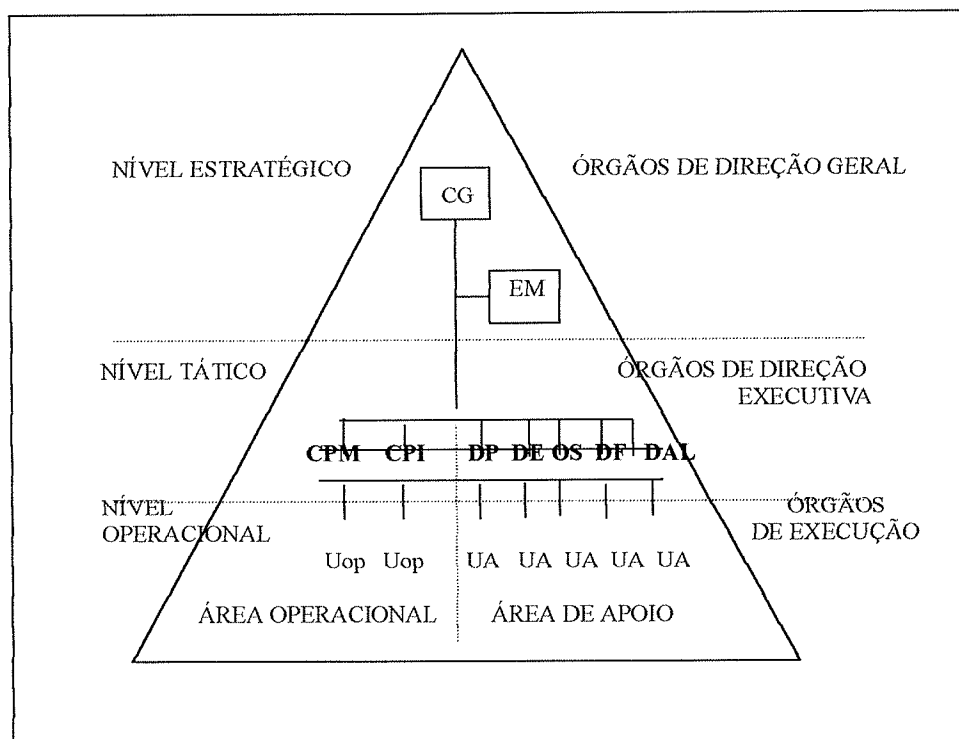 NÍVEL ESTRATÉGICO
ÓRGÃOS DE DIREÇÃO GERAL
CG
EM
NÍVEL TÁTICO
ÓRGÃOS DE DIREÇÃO
EXECUTIVA
CPM CPI DP DE OS DF DAL
NÍVEL
OPERACIONAL
ÓRGÃOS
DE EXECUÇÃO
Uop Uop UA UA UA UA UA
ÁREA OPERACIONAL
ÁREA DE APOIO